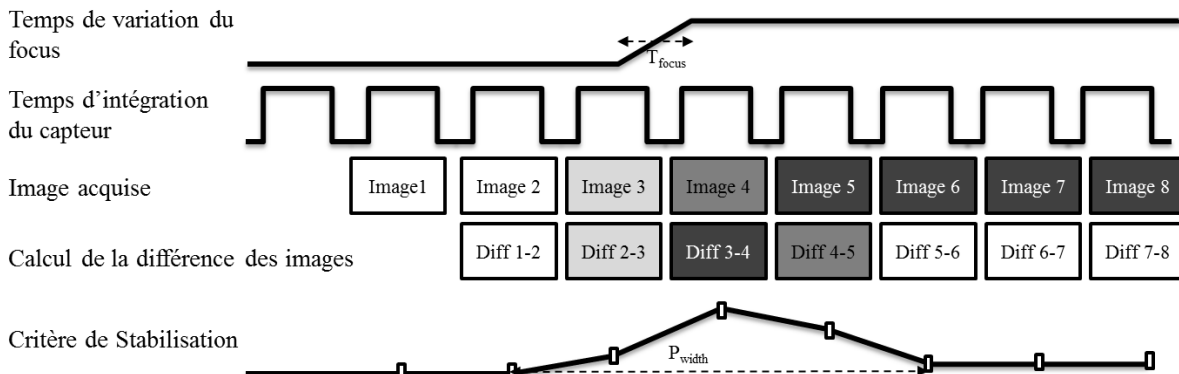 Temps de variation du
focus
T focus
Temps d'intégration
du capteur
Image acquise
Image1 Image 2 Image 3 Image 4 Image 5 Image 6 Image 7 Image 8
Calcul de la différence des images
Diff 1-2 Diff 2-3 Diff 3-4 Diff 4-5 Diff 5-6 Diff 6-7 Diff 7-8
Critère de Stabilisation
P width